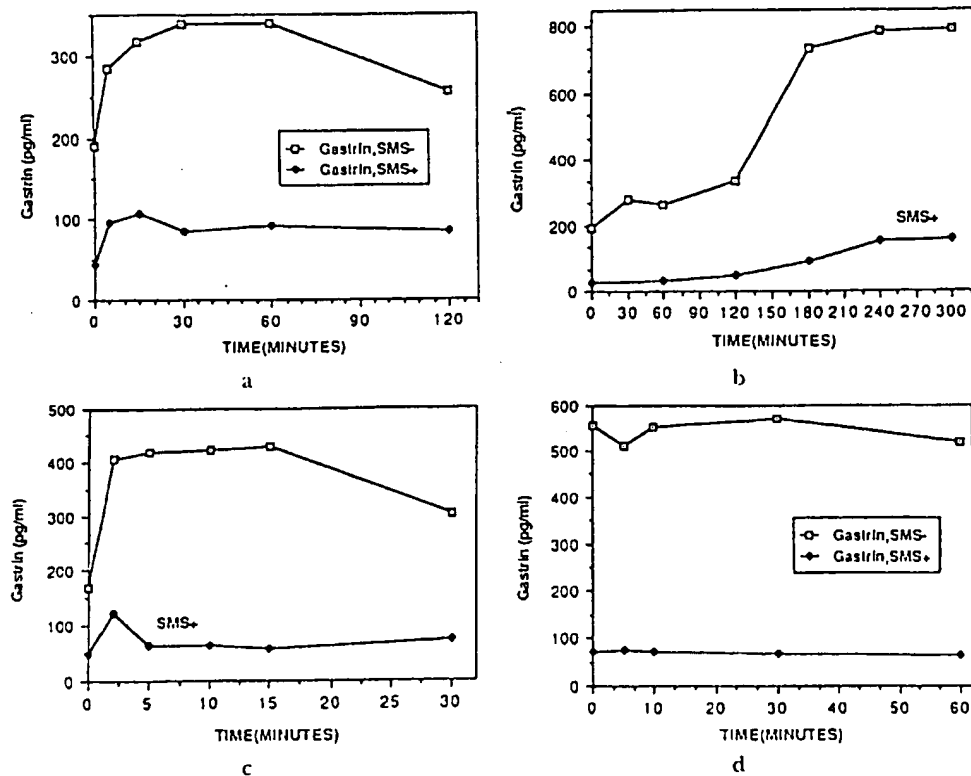 300
200
100
0
Gastrin (pg/ml)
Gastrin,SMS-
Gastrin,SMS+
0 30 60 90 120
TIME(MINUTES)
a
800
600
400
200
0
Gastrin (pg/ml)
SMS+
0 30 60 90 120 150 180 210 240 270 300
TIME(MINUTES)
b
500
400
300
200
100
0
Gastrin (pg/ml)
SMS+
0 5 10 15 20 25 30
TIME(MINUTES)
c
600
500
400
300
200
100
0
Gastrin (pg/ml)
Gastrin,SMS-
Gastrin,SMS+
0 10 20 30 40 50 60
TIME(MINUTES)
d